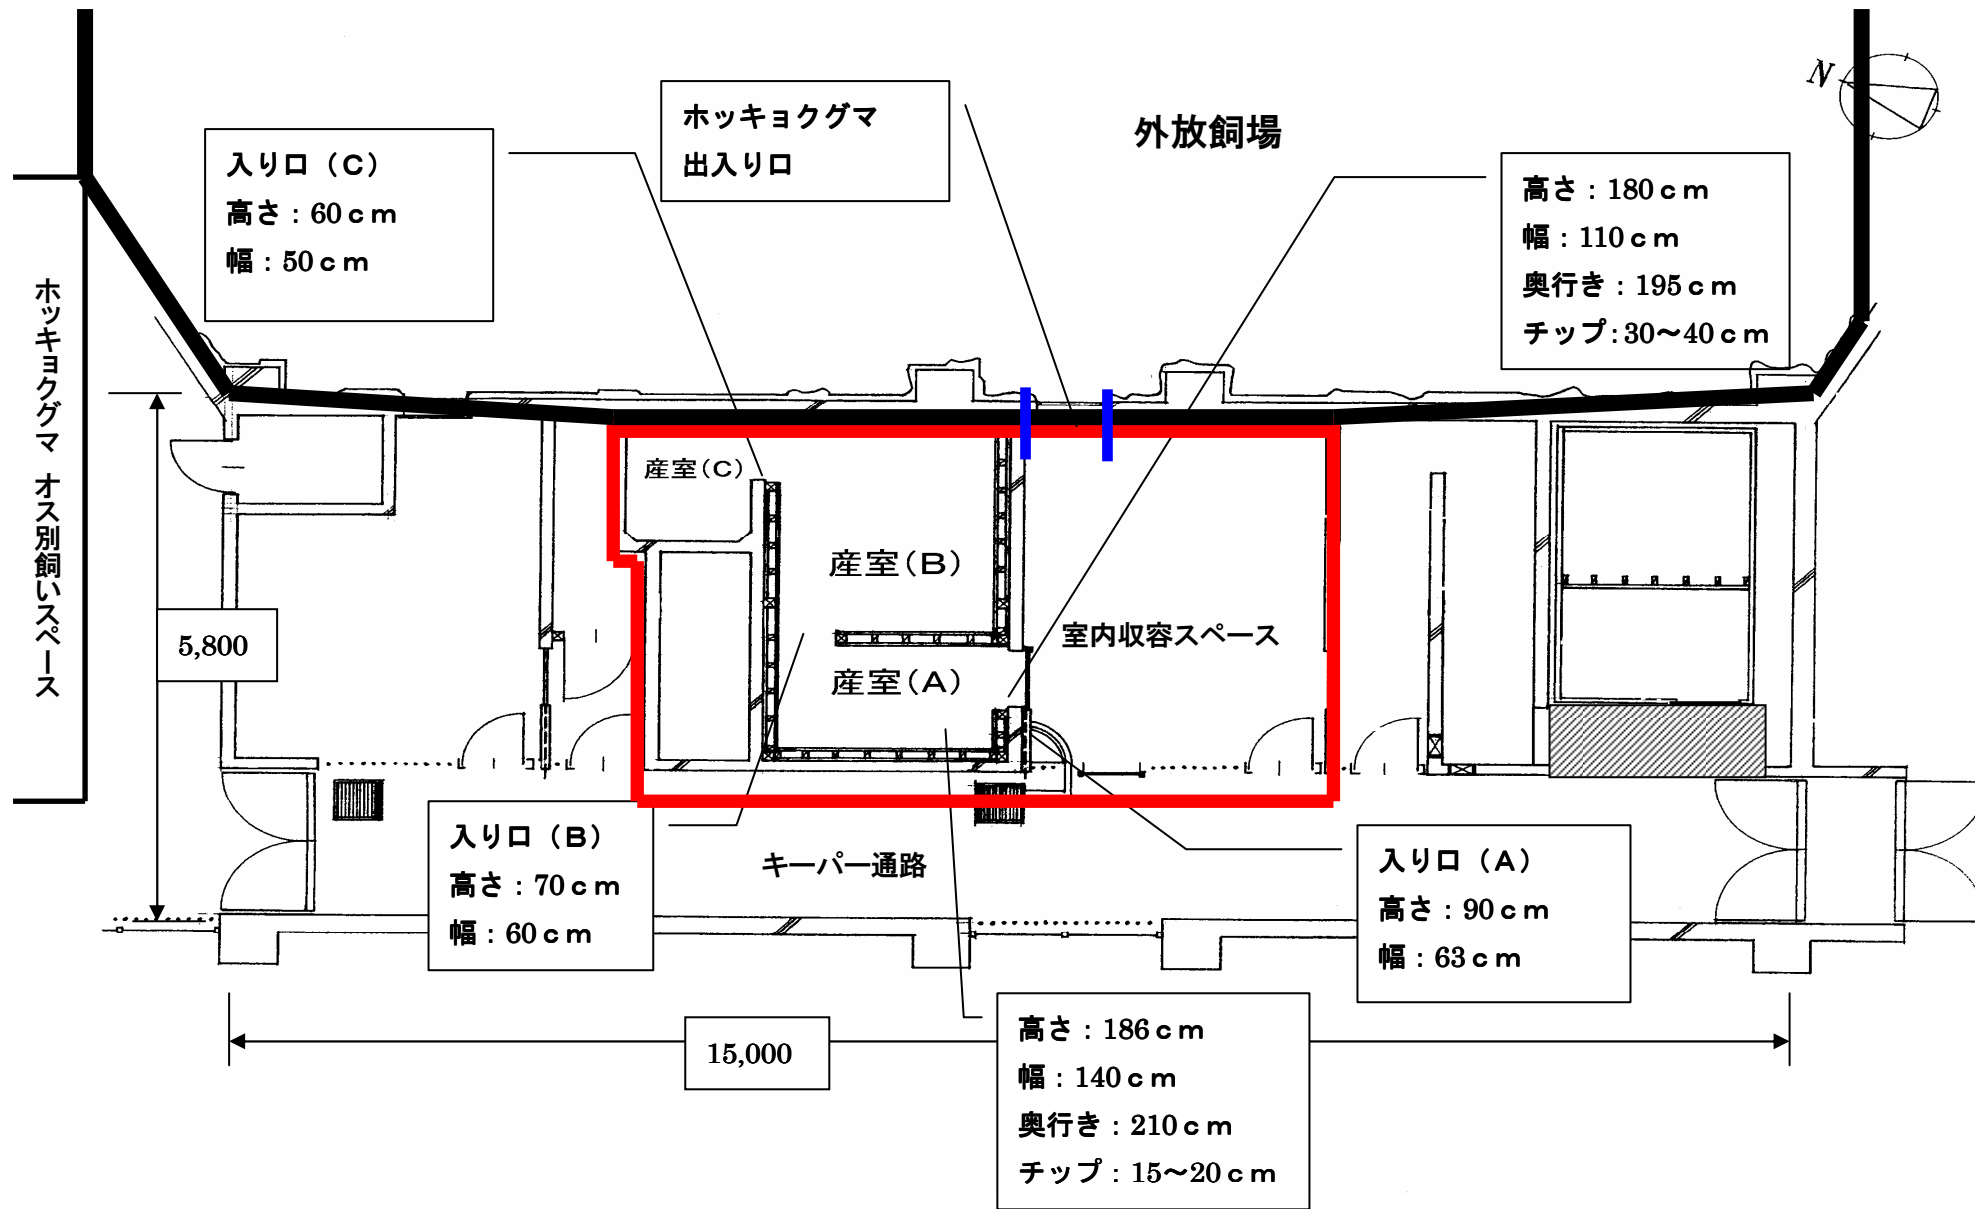 N
ホッキョクグマ
出入り口
外放飼場
入り口（C）
高さ：60ｃｍ
幅：50ｃｍ
高さ：180ｃｍ
幅：110ｃｍ
奥行き：195ｃｍ
チップ：30～40ｃｍ
ホッキョクグマ オス別飼いスペース
産室（C）
産室（B）
室内収容スペース
産室（A）
5,800
入り口（B）
高さ：70ｃｍ
幅：60ｃｍ
キーパー通路
入り口（A）
高さ：90ｃｍ
幅：63ｃｍ
15,000
高さ：186ｃｍ
幅：140ｃｍ
奥行き：210ｃｍ
チップ：15～20ｃｍ